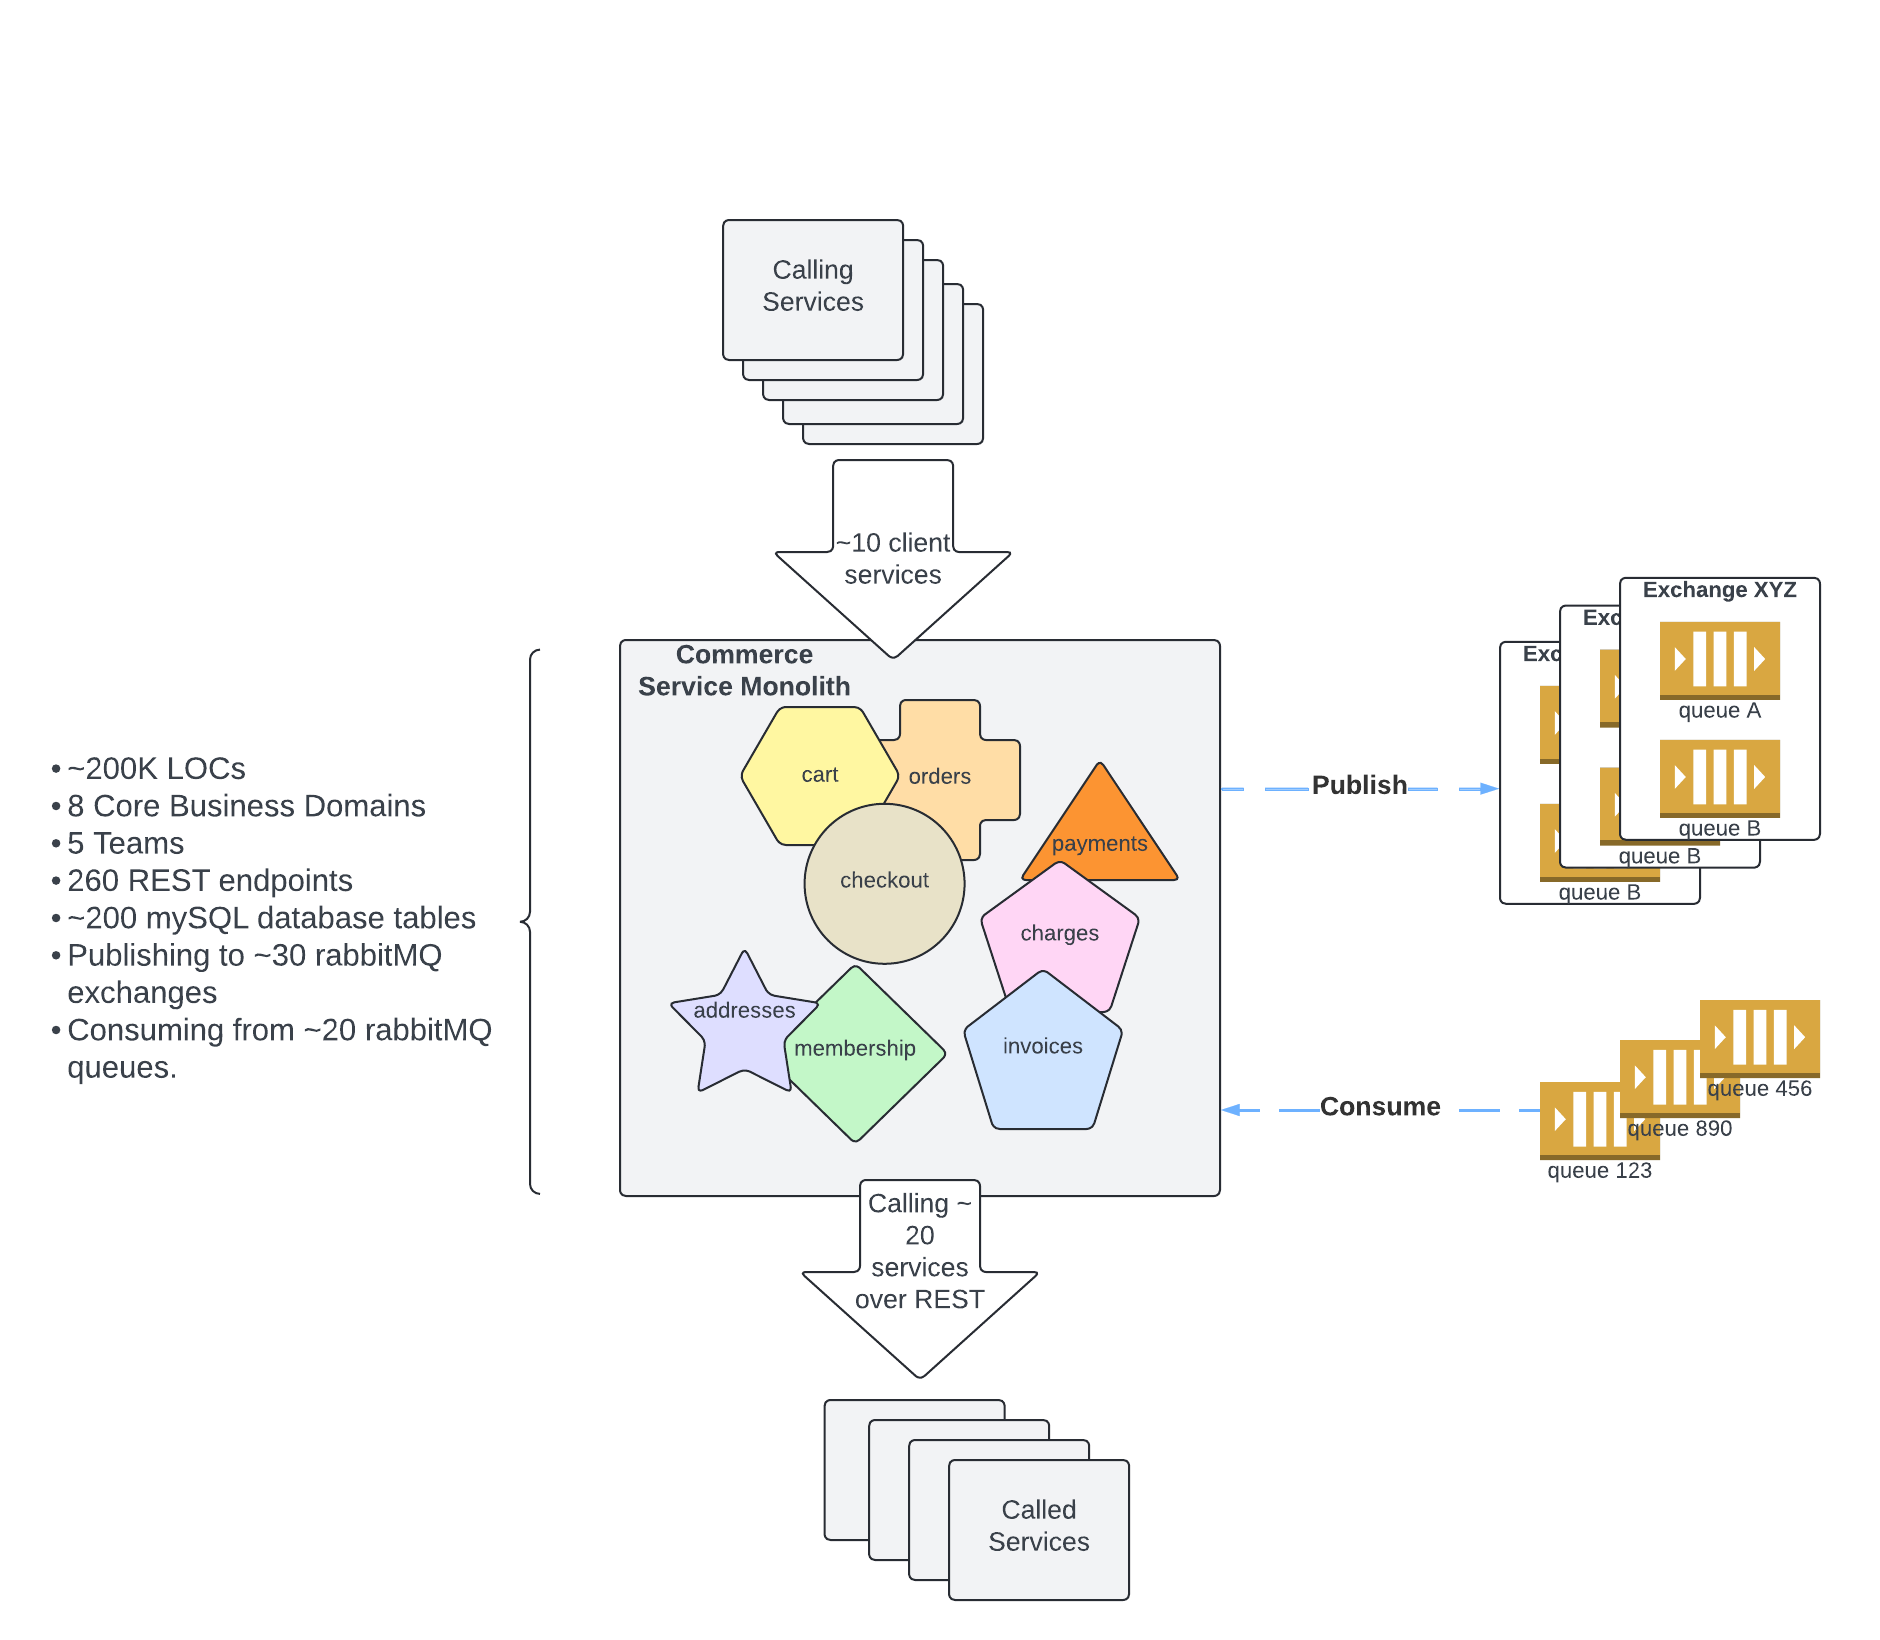 Calling
Services
~10 client
services
Exchange XYZ
Exc
Exc
queue A
queue B
queue B
queue B
Commerce
Service Monolith
cart
orders
payments
checkout
charges
addresses
membership
invoices
• ~200K LOCs
• 8 Core Business Domains
• 5 Teams
• 260 REST endpoints
• ~200 mySQL database tables
• Publishing to ~30 rabbitMQ
exchanges
• Consuming from ~20 rabbitMQ
queues.
Publish
Consume
queue 456
queue 890
queue 123
Calling ~
20
services
over REST
Called
Services